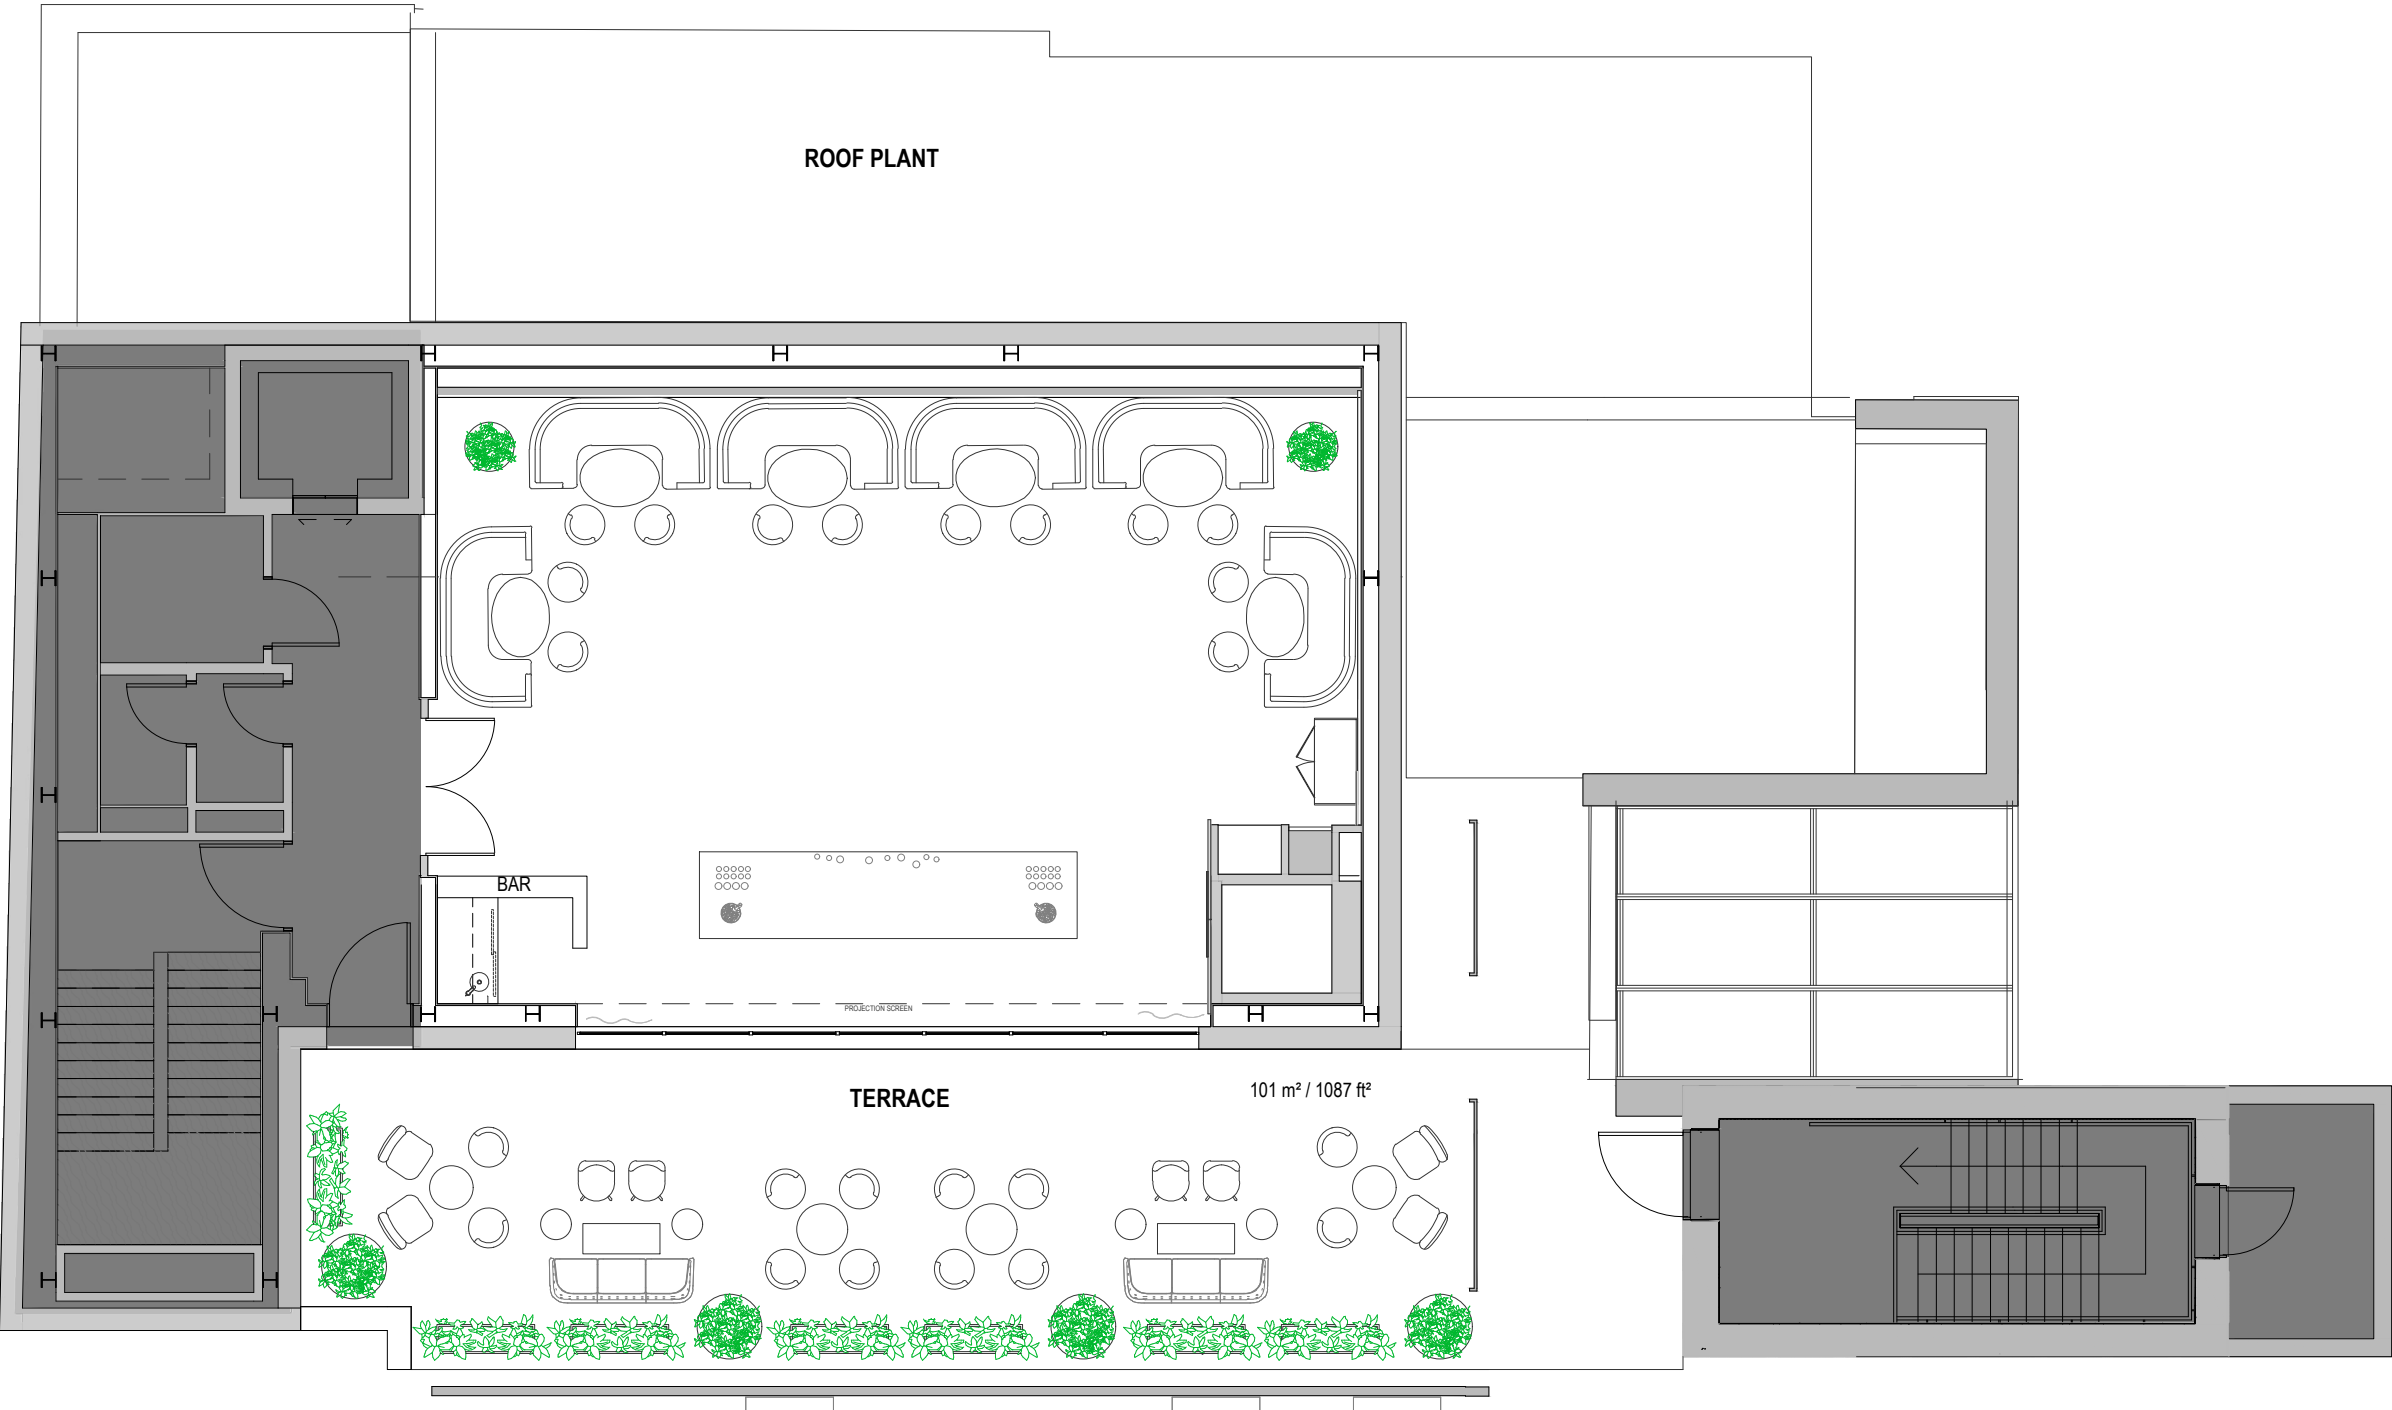 ROOF PLANT
BAR
PROJECTION SCREEN
TERRACE
101 m² / 1087 ft²